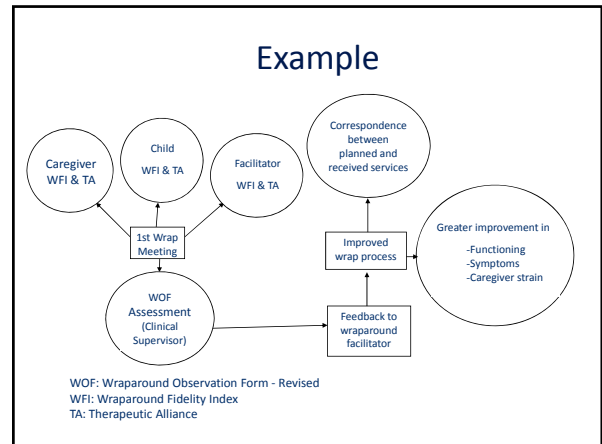 Example
Caregiver
WFI & TA
Child
WFI & TA
Facilitator
WFI & TA
Correspondence
between
planned and
received services
1st Wrap
Meeting
Improved
wrap process
Greater improvement in
-Functioning
-Symptoms
-Caregiver strain
WOF
Assessment
(Clinical
Supervisor)
Feedback to
wraparound
facilitator
WOF: Wraparound Observation Form - Revised
WFI: Wraparound Fidelity Index
TA: Therapeutic Alliance